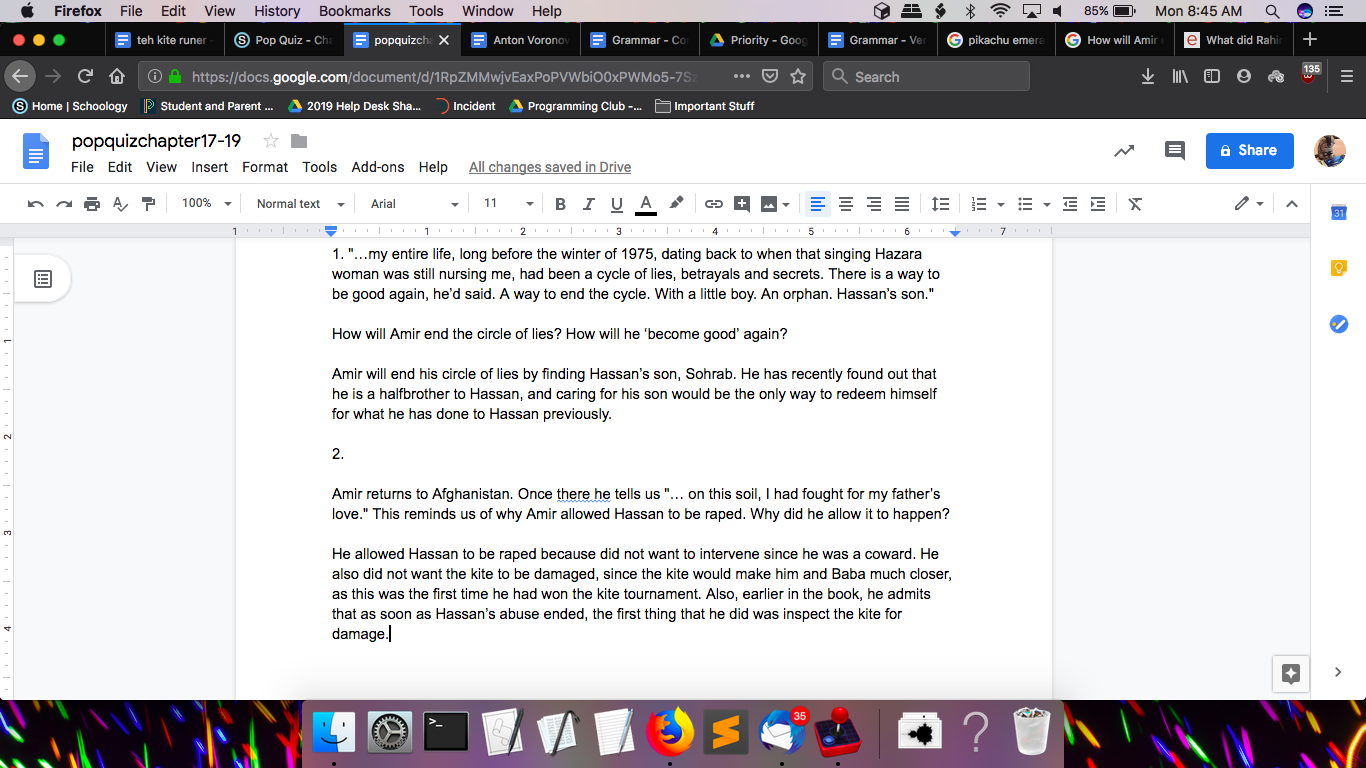 Firefox File Edit View History Bookmarks Tools Window Help 85% Mon 8:45 AM
teh kite runer Pop Quiz - Cha popquizcha Anton Voronov Grammar - Co Priority - Goog Grammar - Ver pikachu emera How will Amir What did Rahi
https://docs.google.com/document/d/1RpZMMwjvEaxPoPVWbiO0xPWMo5-7S Search 135
Home | Schoology Student and Parent ... 2019 Help Desk Sha... Incident Programming Club -... Important Stuff
popquizchapter17-19
File Edit View Insert Format Tools Add-ons Help All changes saved in Drive Share
100% Normal text Arial 11 B I U A
1 1 2 3 4 5 6 7
31
1. "…my entire life, long before the winter of 1975, dating back to when that singing Hazara
woman was still nursing me, had been a cycle of lies, betrayals and secrets. There is a way to
be good again, he’d said. A way to end the cycle. With a little boy. An orphan. Hassan’s son."
How will Amir end the circle of lies? How will he ‘become good’ again?
Amir will end his circle of lies by finding Hassan’s son, Sohrab. He has recently found out that
he is a halfbrother to Hassan, and caring for his son would be the only way to redeem himself
for what he has done to Hassan previously.
2.
Amir returns to Afghanistan. Once there he tells us "… on this soil, I had fought for my father’s
love." This reminds us of why Amir allowed Hassan to be raped. Why did he allow it to happen?
He allowed Hassan to be raped because did not want to intervene since he was a coward. He
also did not want the kite to be damaged, since the kite would make him and Baba much closer,
as this was the first time he had won the kite tournament. Also, earlier in the book, he admits
that as soon as Hassan’s abuse ended, the first thing that he did was inspect the kite for
damage.
1
2
3
4
35